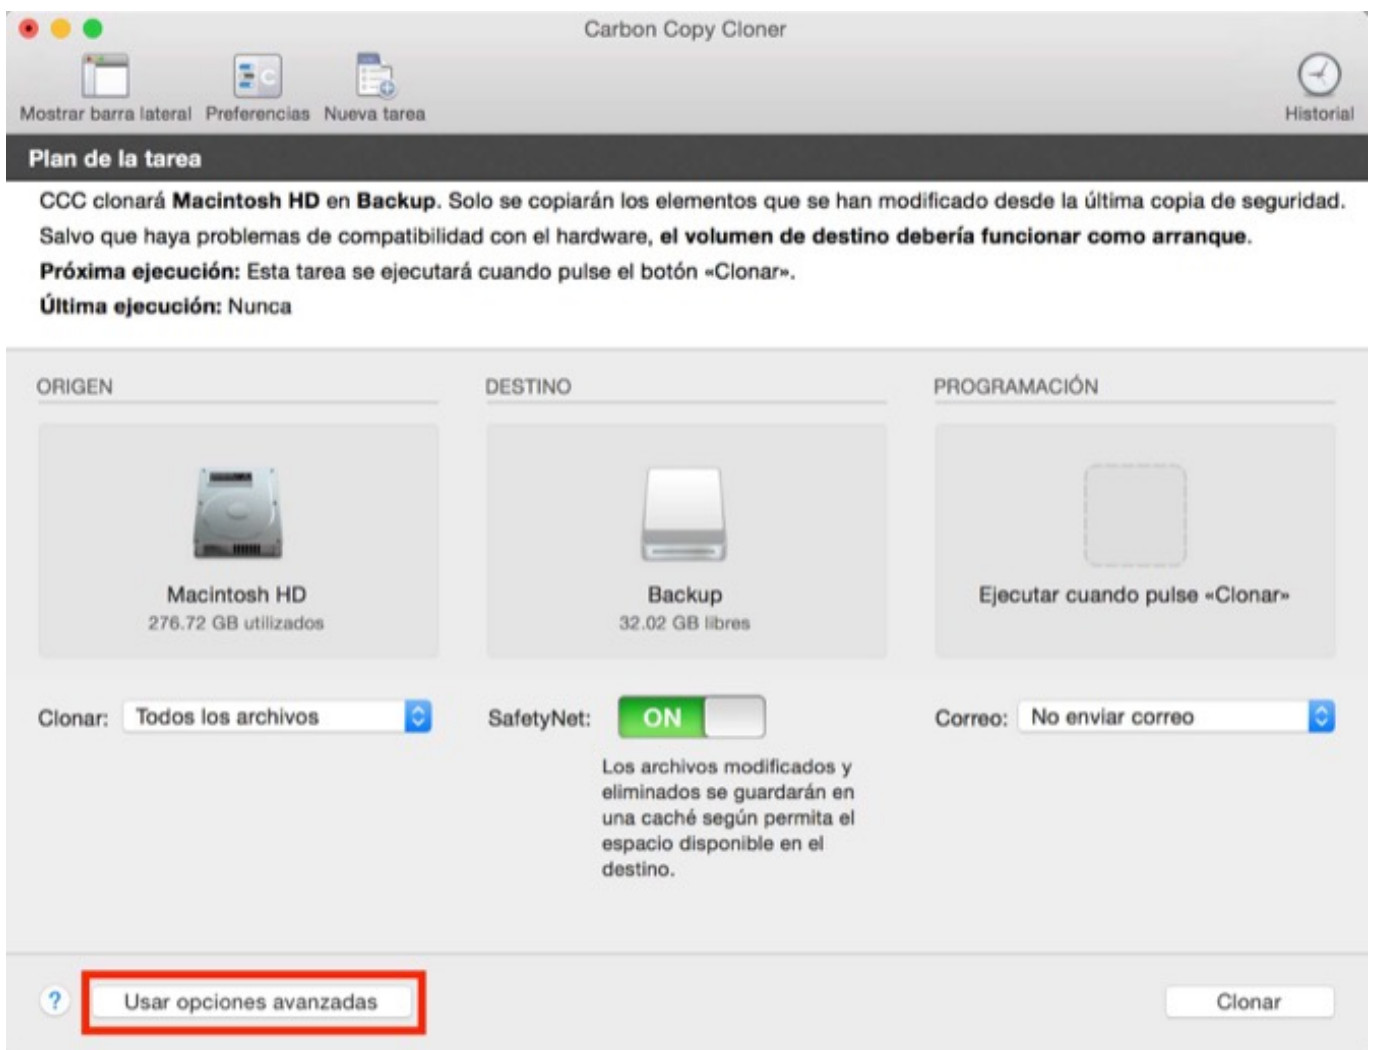 Carbon Copy Cloner
Mostrar barra lateral Preferencias Nueva tarea Historial
Plan de la tarea
CCC clonará Macintosh HD en Backup. Solo se copiarán los elementos que se han modificado desde la última copia de seguridad.
Salvo que haya problemas de compatibilidad con el hardware, el volumen de destino debería funcionar como arranque.
Próxima ejecución: Esta tarea se ejecutará cuando pulse el botón «Clonar».
Última ejecución: Nunca
ORIGEN DESTINO PROGRAMACIÓN
Macintosh HD Backup Ejecutar cuando pulse «Clonar»
276.72 GB utilizados 32.02 GB libres
Clonar: Todos los archivos SafetyNet: ON Correo: No enviar correo
Los archivos modificados y
eliminados se guardarán en
una caché según permita el
espacio disponible en el
destino.
? Usar opciones avanzadas Clonar